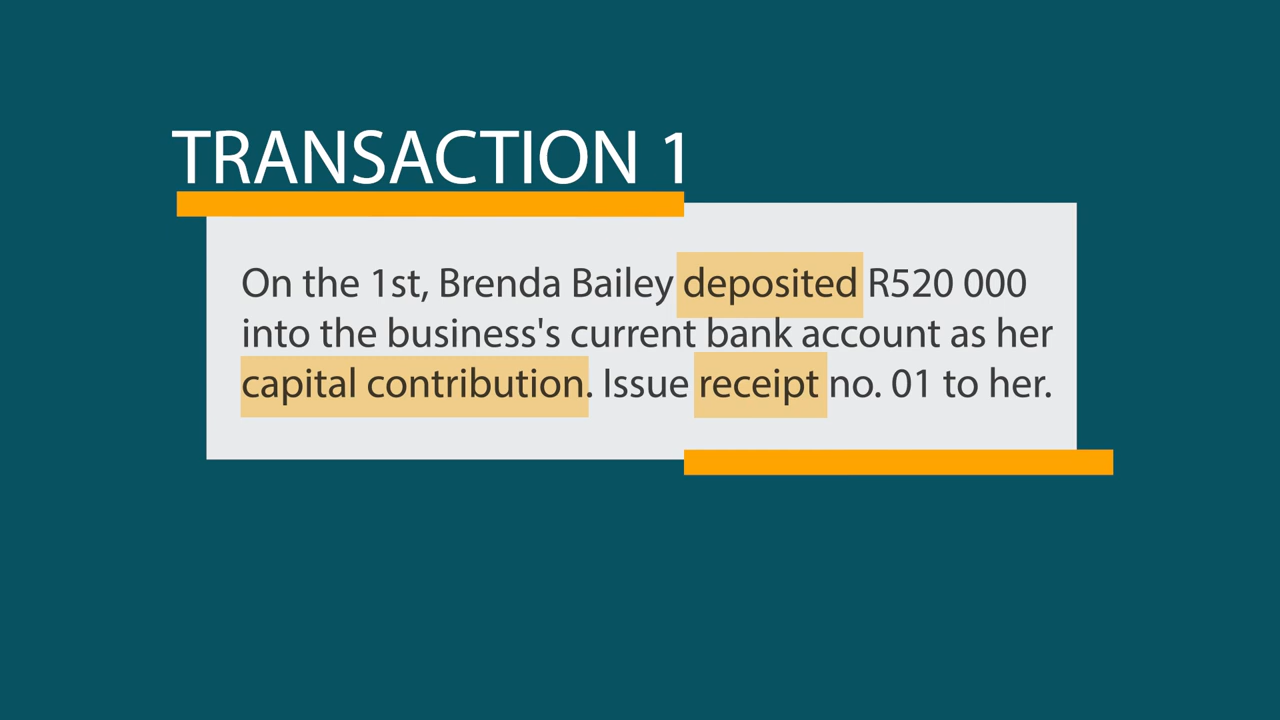 TRANSACTION 1
On the 1st, Brenda Bailey deposited R520 000
into the business's current bank account as her
capital contribution. Issue receipt no. 01 to her.